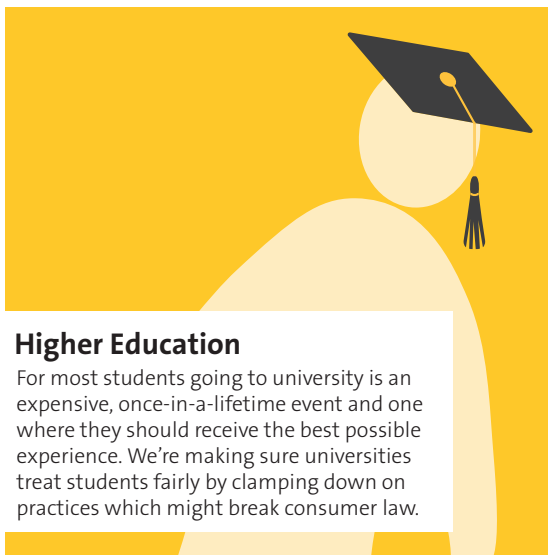 Higher Education
For most students going to university is an
expensive, once-in-a-lifetime event and one
where they should receive the best possible
experience. We’re making sure universities
treat students fairly by clamping down on
practices which might break consumer law.